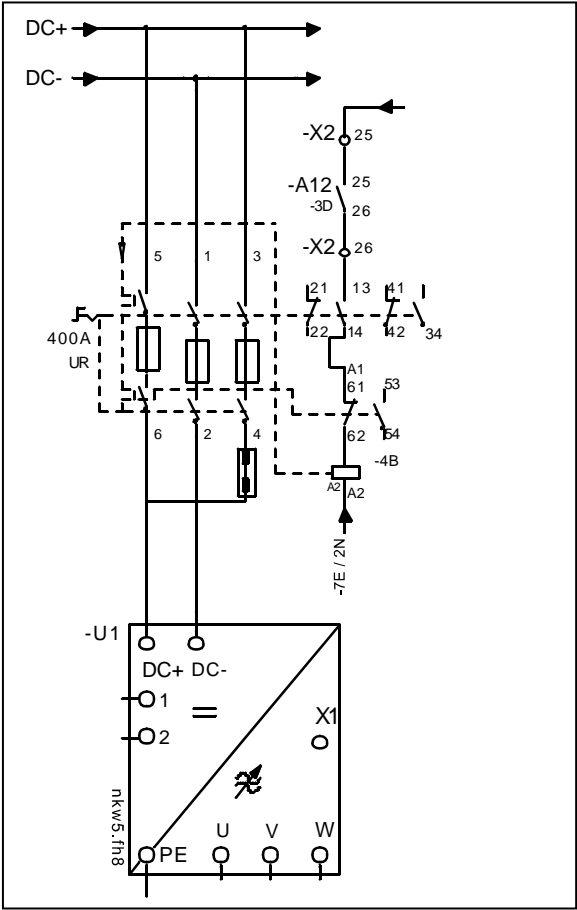 DC+
DC-
-X2 25
-A12 25
-3D 26
-X2 26
5 1 3
21 13 41
22 14 42 34
400A
UR
A1
61 53
6 2 4
62 54
-4B
A2 A2
-7E / 2N
-U1
DC+ DC-
1
2
X1
nkw5.fh8
U V W
PE